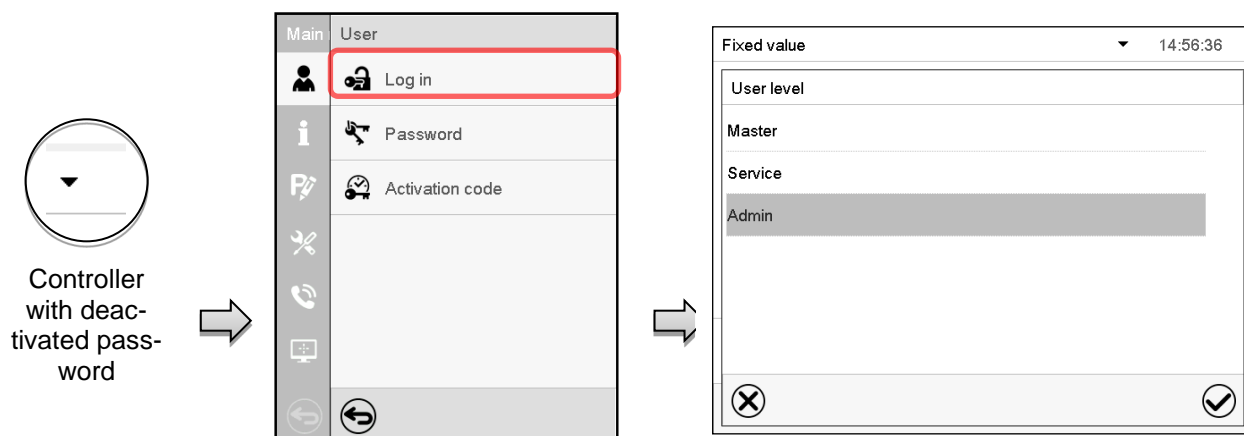 Controller
with deac-
tivated pass-
word
Main
User
Log in
Password
Activation code
Fixed value
14:56:36
User level
Master
Service
Admin